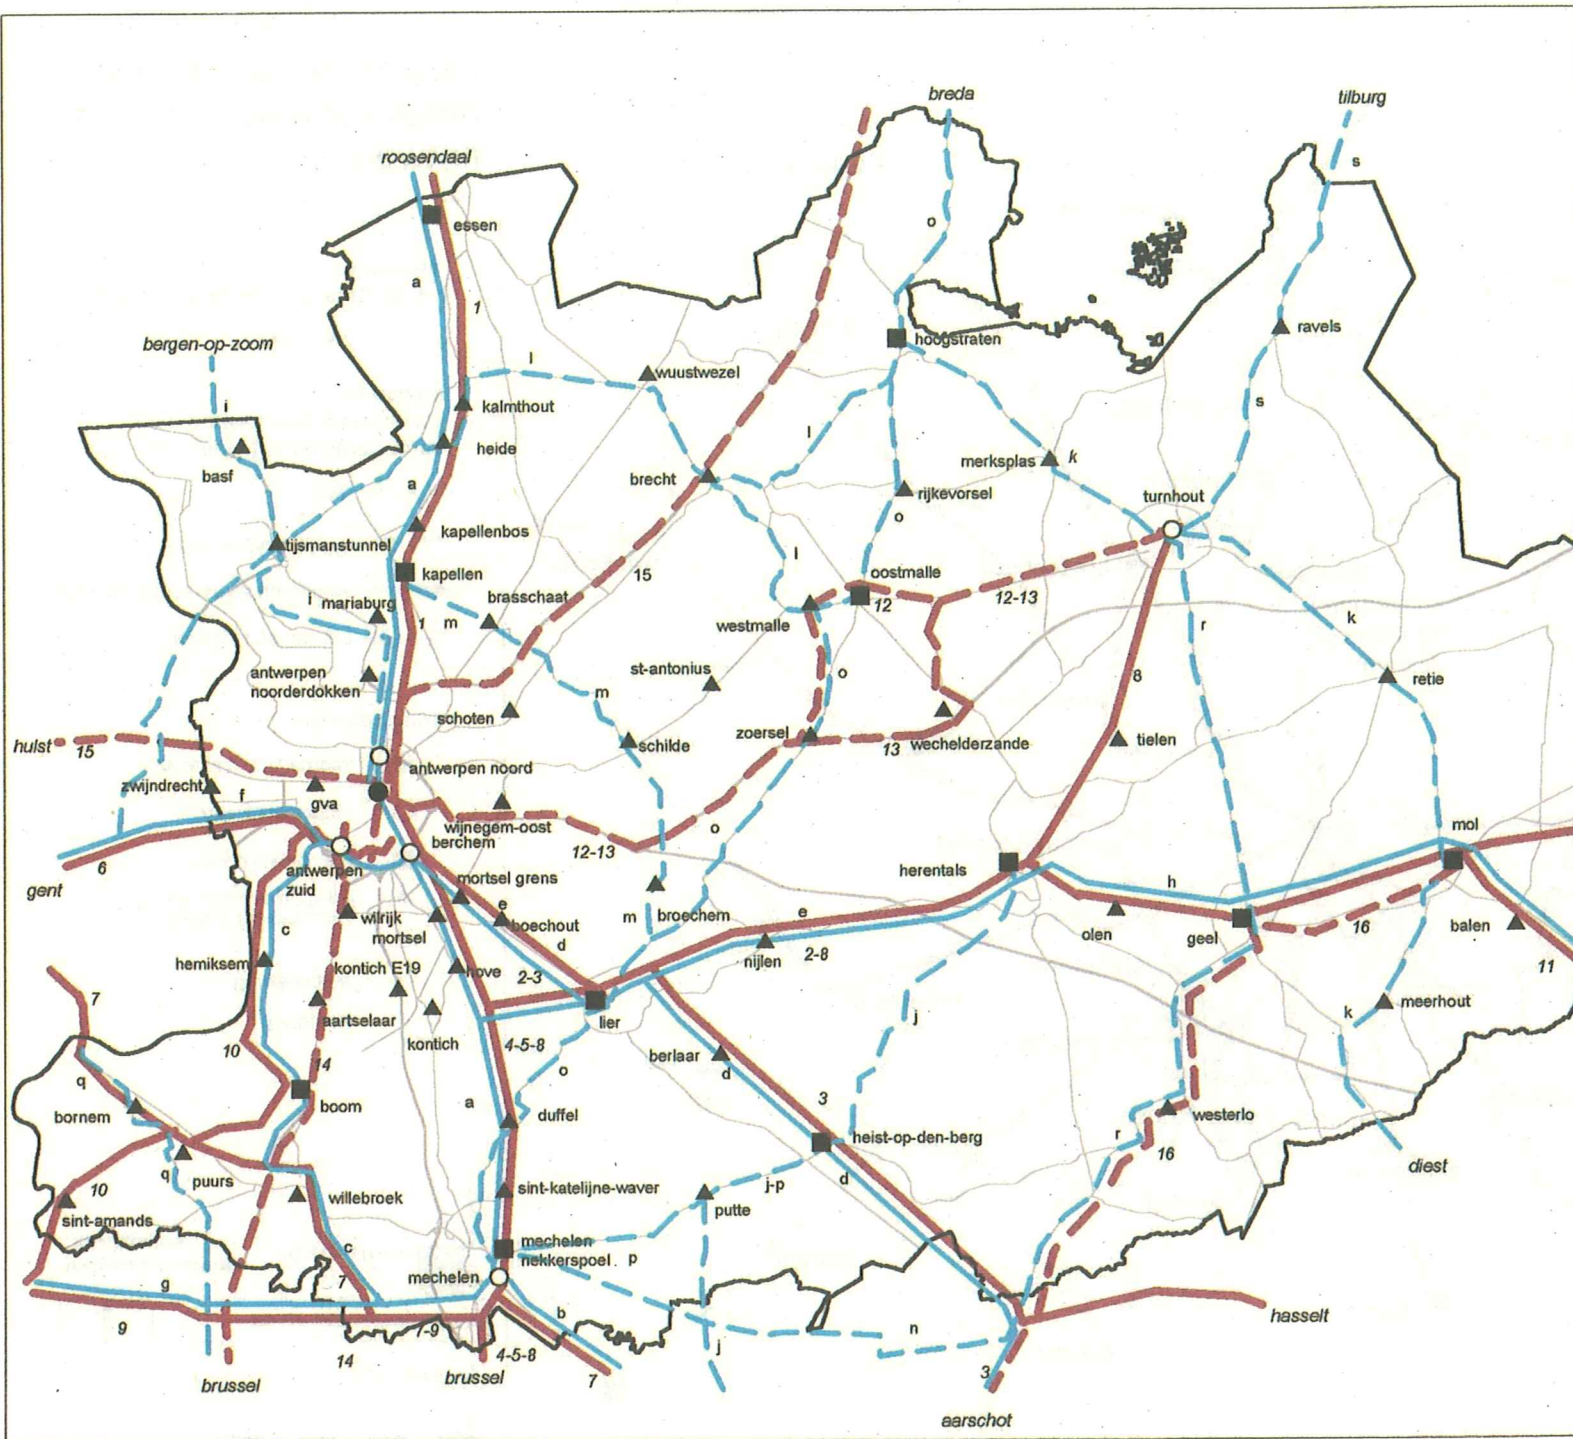 breda
tilburg
roosendaal
s
essen
o
a
1
ravels
hoogstraten
bergen-op-zoom
l
wuustwezel
i
kalmthout
s
heide
l
basf
a
brecht
merksplas
k
rijkevorsel
turnhout
kapellenbos
o
tijsmanstunnel
l
15
kapellen
oostmalle
12-13
i
mariaburg
brasschaat
12
1
m
westmalle
r
k
antwerpen
noorderdokken
st-antonius
o
8
retie
m
schoten
hulst
15
schilde
zoersel
13
wechelderzande
tielen
antwerpen noord
zwijndrecht
f
gva
wijnegem-oost
o
mol
berchem
12-13
6
gent
antwerpen
zuid
mortsel grens
herentals
h
e
e
wilrijk
boechout
m
broechem
16
c
mortsel
d
olen
geel
balen
hemiksem
kontich E19
hove
2-3
nijlen
2-8
11
7
aartselaar
lier
j
k
meerhout
kontich
10
4-5-8
14
berlaar
q
o
d
bornem
boom
a
duffel
3
westerlo
heist-op-den-berg
r
16
q
puurs
j-p
d
diest
10
willebroek
sint-katelijne-waver
putte
sint-amands
mechelen
nekkerspoel
c
p
g
7
mechelen
b
n
hasselt
9
7-9
j
14
4-5-8
brussel
brussel
7
3
aarschot